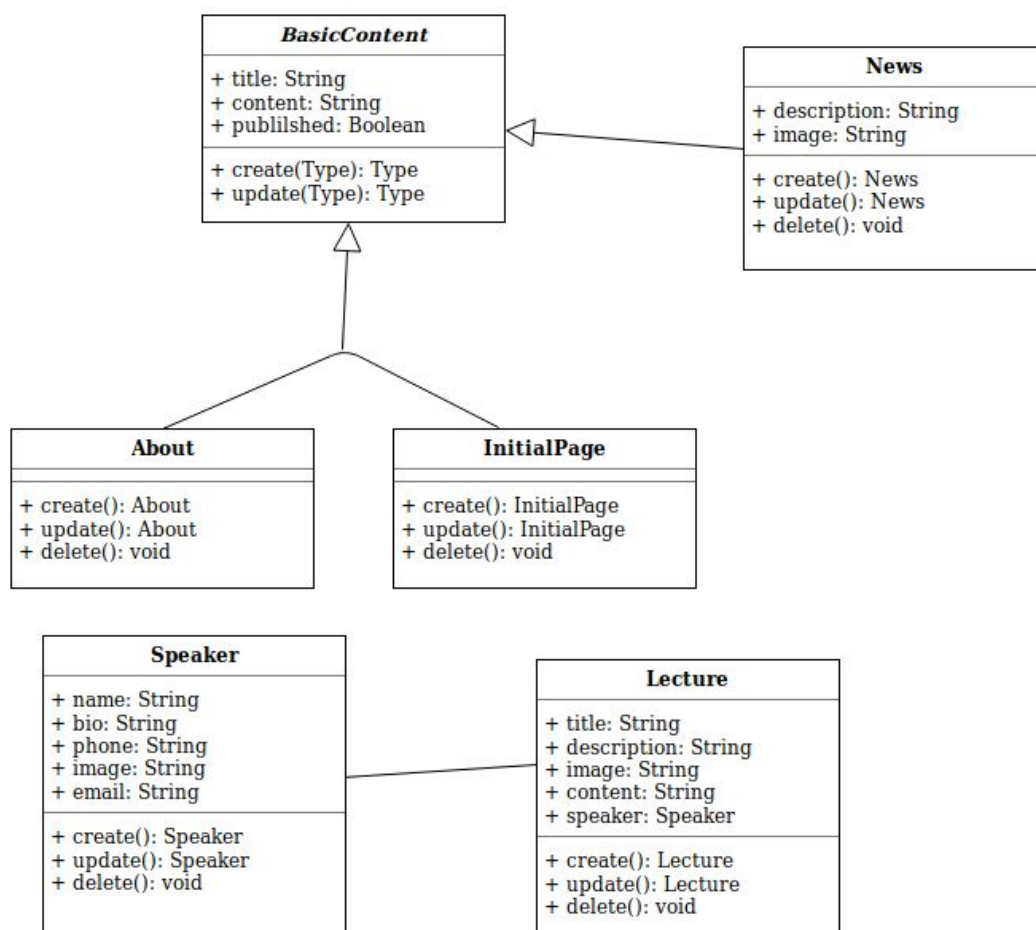 BasicContent
+ title: String
+ content: String
+ publilshed: Boolean
+ create(Type): Type
+ update(Type): Type
News
+ description: String
+ image: String
+ create(): News
+ update(): News
+ delete(): void
About
+ create(): About
+ update(): About
+ delete(): void
InitialPage
+ create(): InitialPage
+ update(): InitialPage
+ delete(): void
Speaker
+ name: String
+ bio: String
+ phone: String
+ image: String
+ email: String
+ create(): Speaker
+ update(): Speaker
+ delete(): void
Lecture
+ title: String
+ description: String
+ image: String
+ content: String
+ speaker: Speaker
+ create(): Lecture
+ update(): Lecture
+ delete(): void